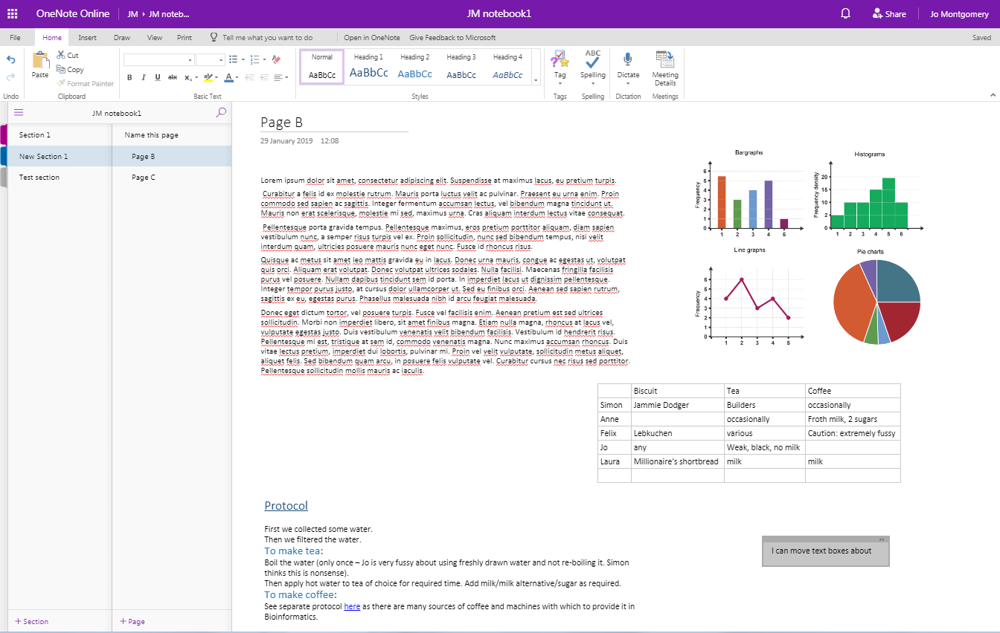 OneNote Online JM › JM noteb... JM notebook1 Share Jo Montgomery
File Home Insert Draw View Print Tell me what you want to do Open in OneNote Give Feedback to Microsoft Saved
Undo
Paste
Cut
Copy
Format Painter
Clipboard
B I U abc x₂ A
Basic Text
Normal Heading 1 Heading 2 Heading 3 Heading 4
AaBbCc AaBbCc AaBbCc AaBbCc AaBbCc
Styles
Tag
Tags
ABC
Spelling
Spelling
Dictate
Dictation
Meeting
Details
Meetings
JM notebook1
Section 1
New Section 1
Test section
+ Section
Name this page
Page B
Page C
+ Page
Page B
29 January 2019 12:08
Lorem ipsum dolor sit amet, consectetur adipiscing elit. Suspendisse at maximus lacus, eu pretium turpis.
Curabitur a felis id ex molestie rutrum. Mauris porta luctus velit ac pulvinar. Praesent eu urna enim. Proin
commodo sed sapien ac sagittis. Integer fermentum accumsan lectus, vel bibendum magna tincidunt ut.
Mauris non erat scelerisque, molestie mi sed, maximus urna. Cras aliquam interdum lectus vitae consequat.
Pellentesque porta gravida tempus. Pellentesque maximus, eros pretium porttitor aliquam, diam sapien
vestibulum nunc, a semper risus turpis vel ex. Proin sollicitudin, nunc sed bibendum tempus, nisi velit
interdum quam, ultricies posuere mauris nunc eget nunc. Fusce id rhoncus risus.
Quisque ac metus sit amet leo mattis gravida eu in lacus. Donec urna mauris, congue ac egestas ut, volutpat
quis orci. Aliquam erat volutpat. Donec volutpat ultrices sodales. Nulla facilisi. Maecenas fringilla facilisis
purus vel posuere. Nullam dapibus tincidunt sem id porta. In imperdiet lacus ut dignissim pellentesque.
Integer tempor purus justo, at cursus dolor ullamcorper ut. Sed eu finibus orci. Aenean sed sapien rutrum,
sagittis ex eu, egestas purus. Phasellus malesuada nibh id arcu feugiat malesuada.
Donec eget dictum tortor, vel posuere turpis. Fusce vel facilisis enim. Aenean pretium est sed ultrices
sollicitudin. Morbi non imperdiet libero, sit amet finibus magna. Etiam nulla magna, rhoncus at lacus vel,
vulputate egestas justo. Duis vestibulum venenatis velit bibendum facilisis. Vestibulum id hendrerit risus.
Pellentesque mi est, tristique at sem id, commodo venenatis magna. Nunc maximus accumsan rhoncus. Duis
vitae lectus pretium, imperdiet dui lobortis, pulvinar mi. Proin vel velit vulputate, sollicitudin metus aliquet,
aliquet felis. Sed bibendum quam arcu, in posuere felis vulputate vel. Curabitur cursus nec risus sed porttitor.
Pellentesque sollicitudin mollis mauris ac iaculis.
Bargraphs
Frequency
6
5
4
3
2
1
0
1 2 3 4 5
Histograms
Frequency density
20
15
10
2
0
1 2 3 4 5 6
Line graphs
Frequency
6
5
4
3
2
1
0
1 2 3 4 5
Pie charts
Biscuit Tea Coffee
Simon Jammie Dodger Builders occasionally
Anne occasionally Froth milk, 2 sugars
Felix Lebkuchen various Caution: extremely fussy
Jo any Weak, black, no milk
Laura Millionaire's shortbread milk milk
Protocol
First we collected some water.
Then we filtered the water.
To make tea:
Boil the water (only once – Jo is very fussy about using freshly drawn water and not re-boiling it. Simon
thinks this is nonsense).
Then apply hot water to tea of choice for required time. Add milk/milk alternative/sugar as required.
To make coffee:
See separate protocol here as there are many sources of coffee and machines with which to provide it in
Bioinformatics.
I can move text boxes about